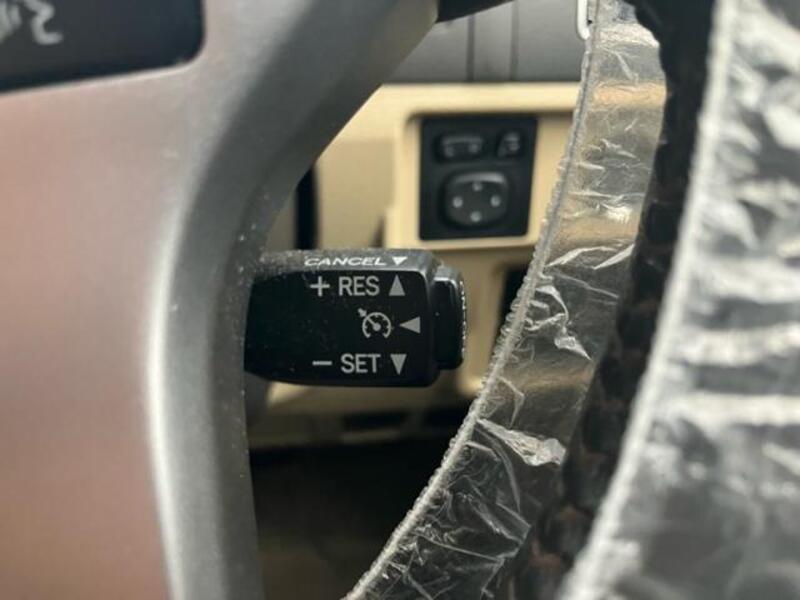 CANCEL ▼
+ RES ▲
◄
− SET ▼